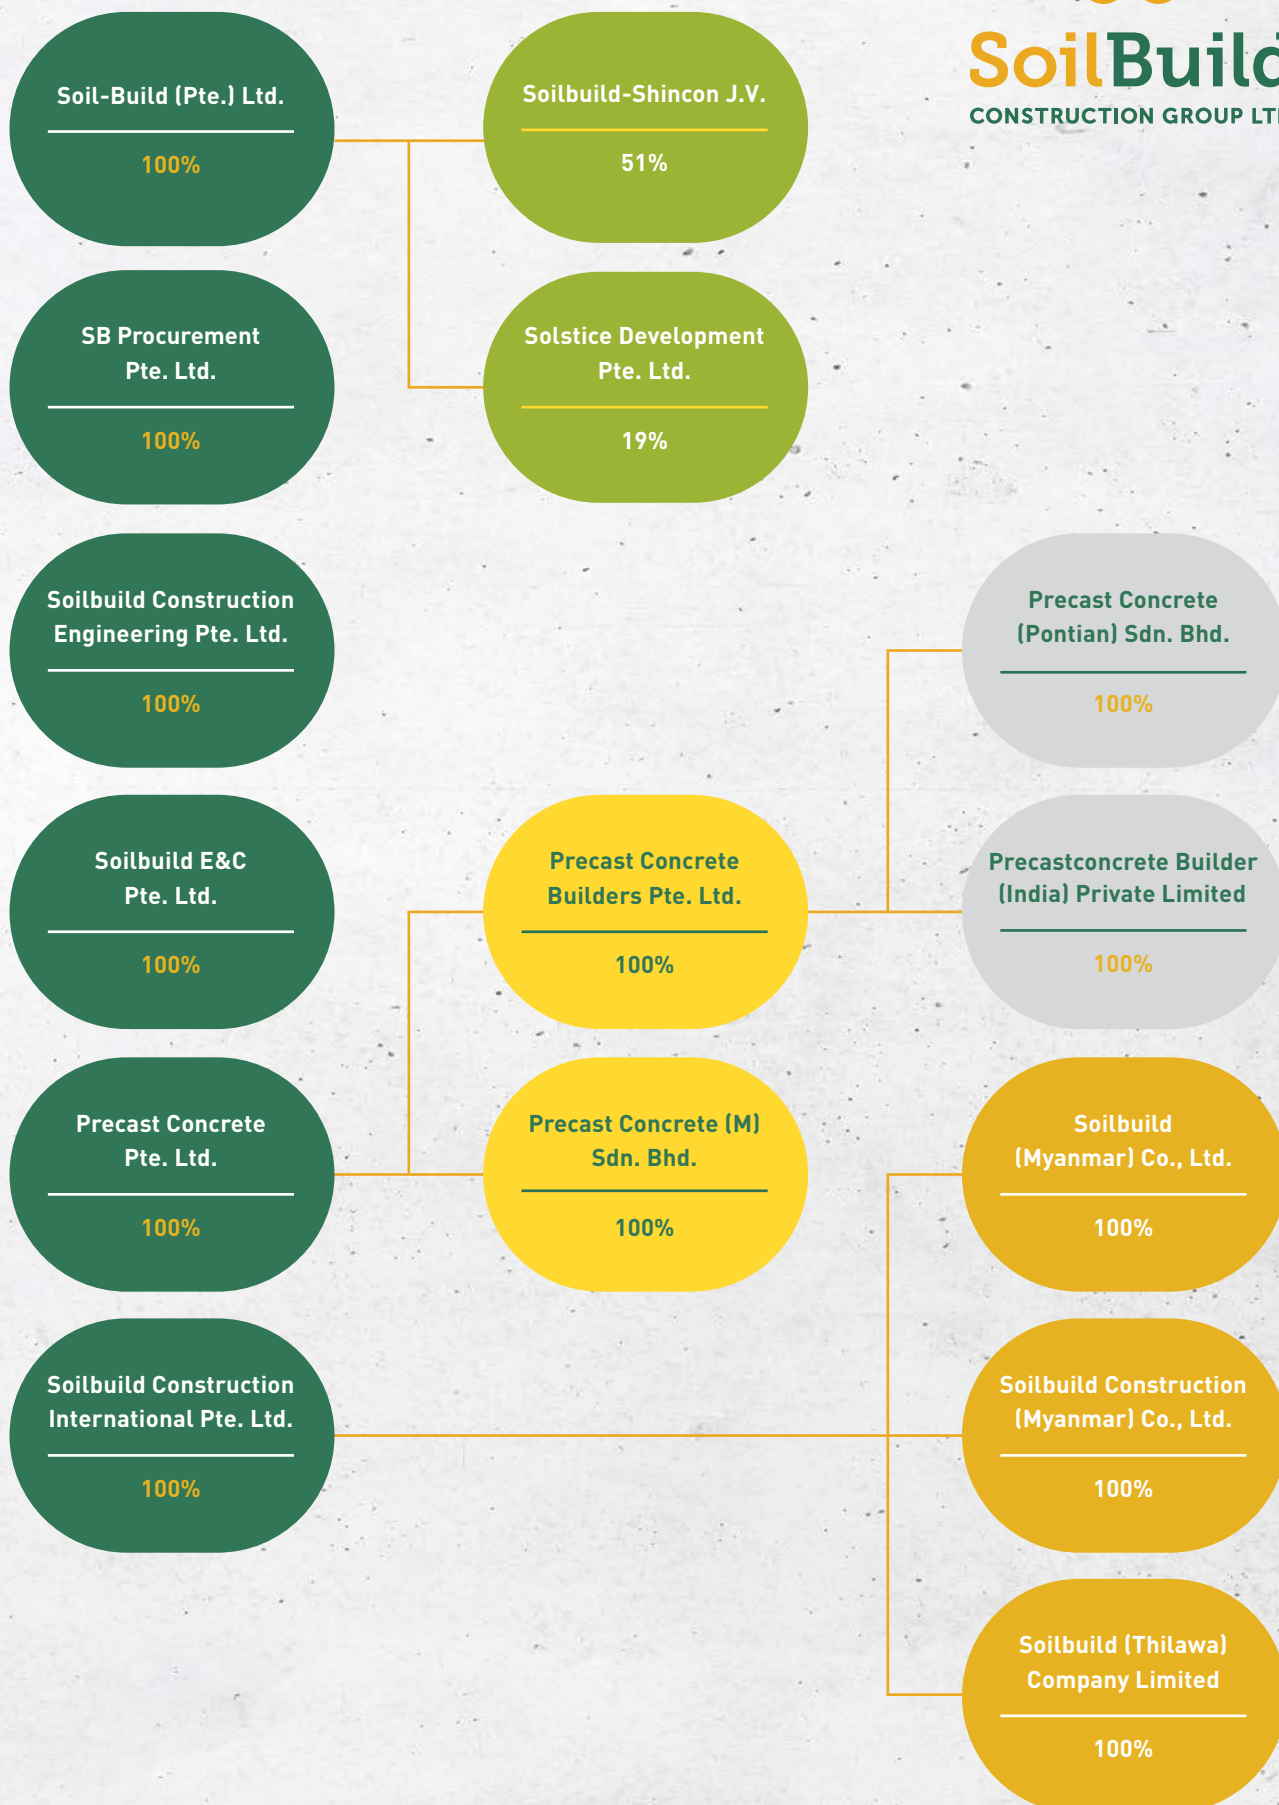 SoilBuild
CONSTRUCTION GROUP
Soil-Build (Pte.) Ltd.
100%
Soilbuild-Shincon J.V.
51%
SB Procurement
Pte. Ltd.
100%
Solstice Development
Pte. Ltd.
19%
Soilbuild Construction
Engineering Pte. Ltd.
100%
Precast Concrete
(Pontian) Sdn. Bhd.
100%
Soilbuild E&C
Pte. Ltd.
100%
Precast Concrete
Builders Pte. Ltd.
100%
Precastconcrete Builder
(India) Private Limited
100%
Precast Concrete
Pte. Ltd.
100%
Precast Concrete (M)
Sdn. Bhd.
100%
Soilbuild
(Myanmar) Co., Ltd.
100%
Soilbuild Construction
International Pte. Ltd.
100%
Soilbuild Construction
(Myanmar) Co., Ltd.
100%
Soilbuild (Thilawa)
Company Limited
100%